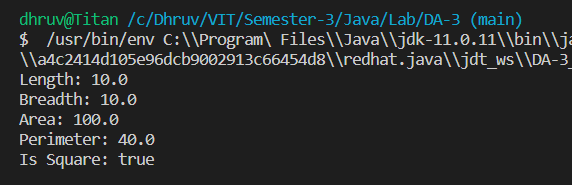 dhruv@Titan /c/Dhruv/VIT/Semester-3/Java/Lab/DA-3 (main)
$  /usr/bin/env C:\\Program\ Files\\Java\\jdk-11.0.11\\bin\\ja
\\a4c2414d105e96dcb9002913c66454d8\\redhat.java\\jdt_ws\\DA-3_
Length: 10.0
Breadth: 10.0
Area: 100.0
Perimeter: 40.0
Is Square: true